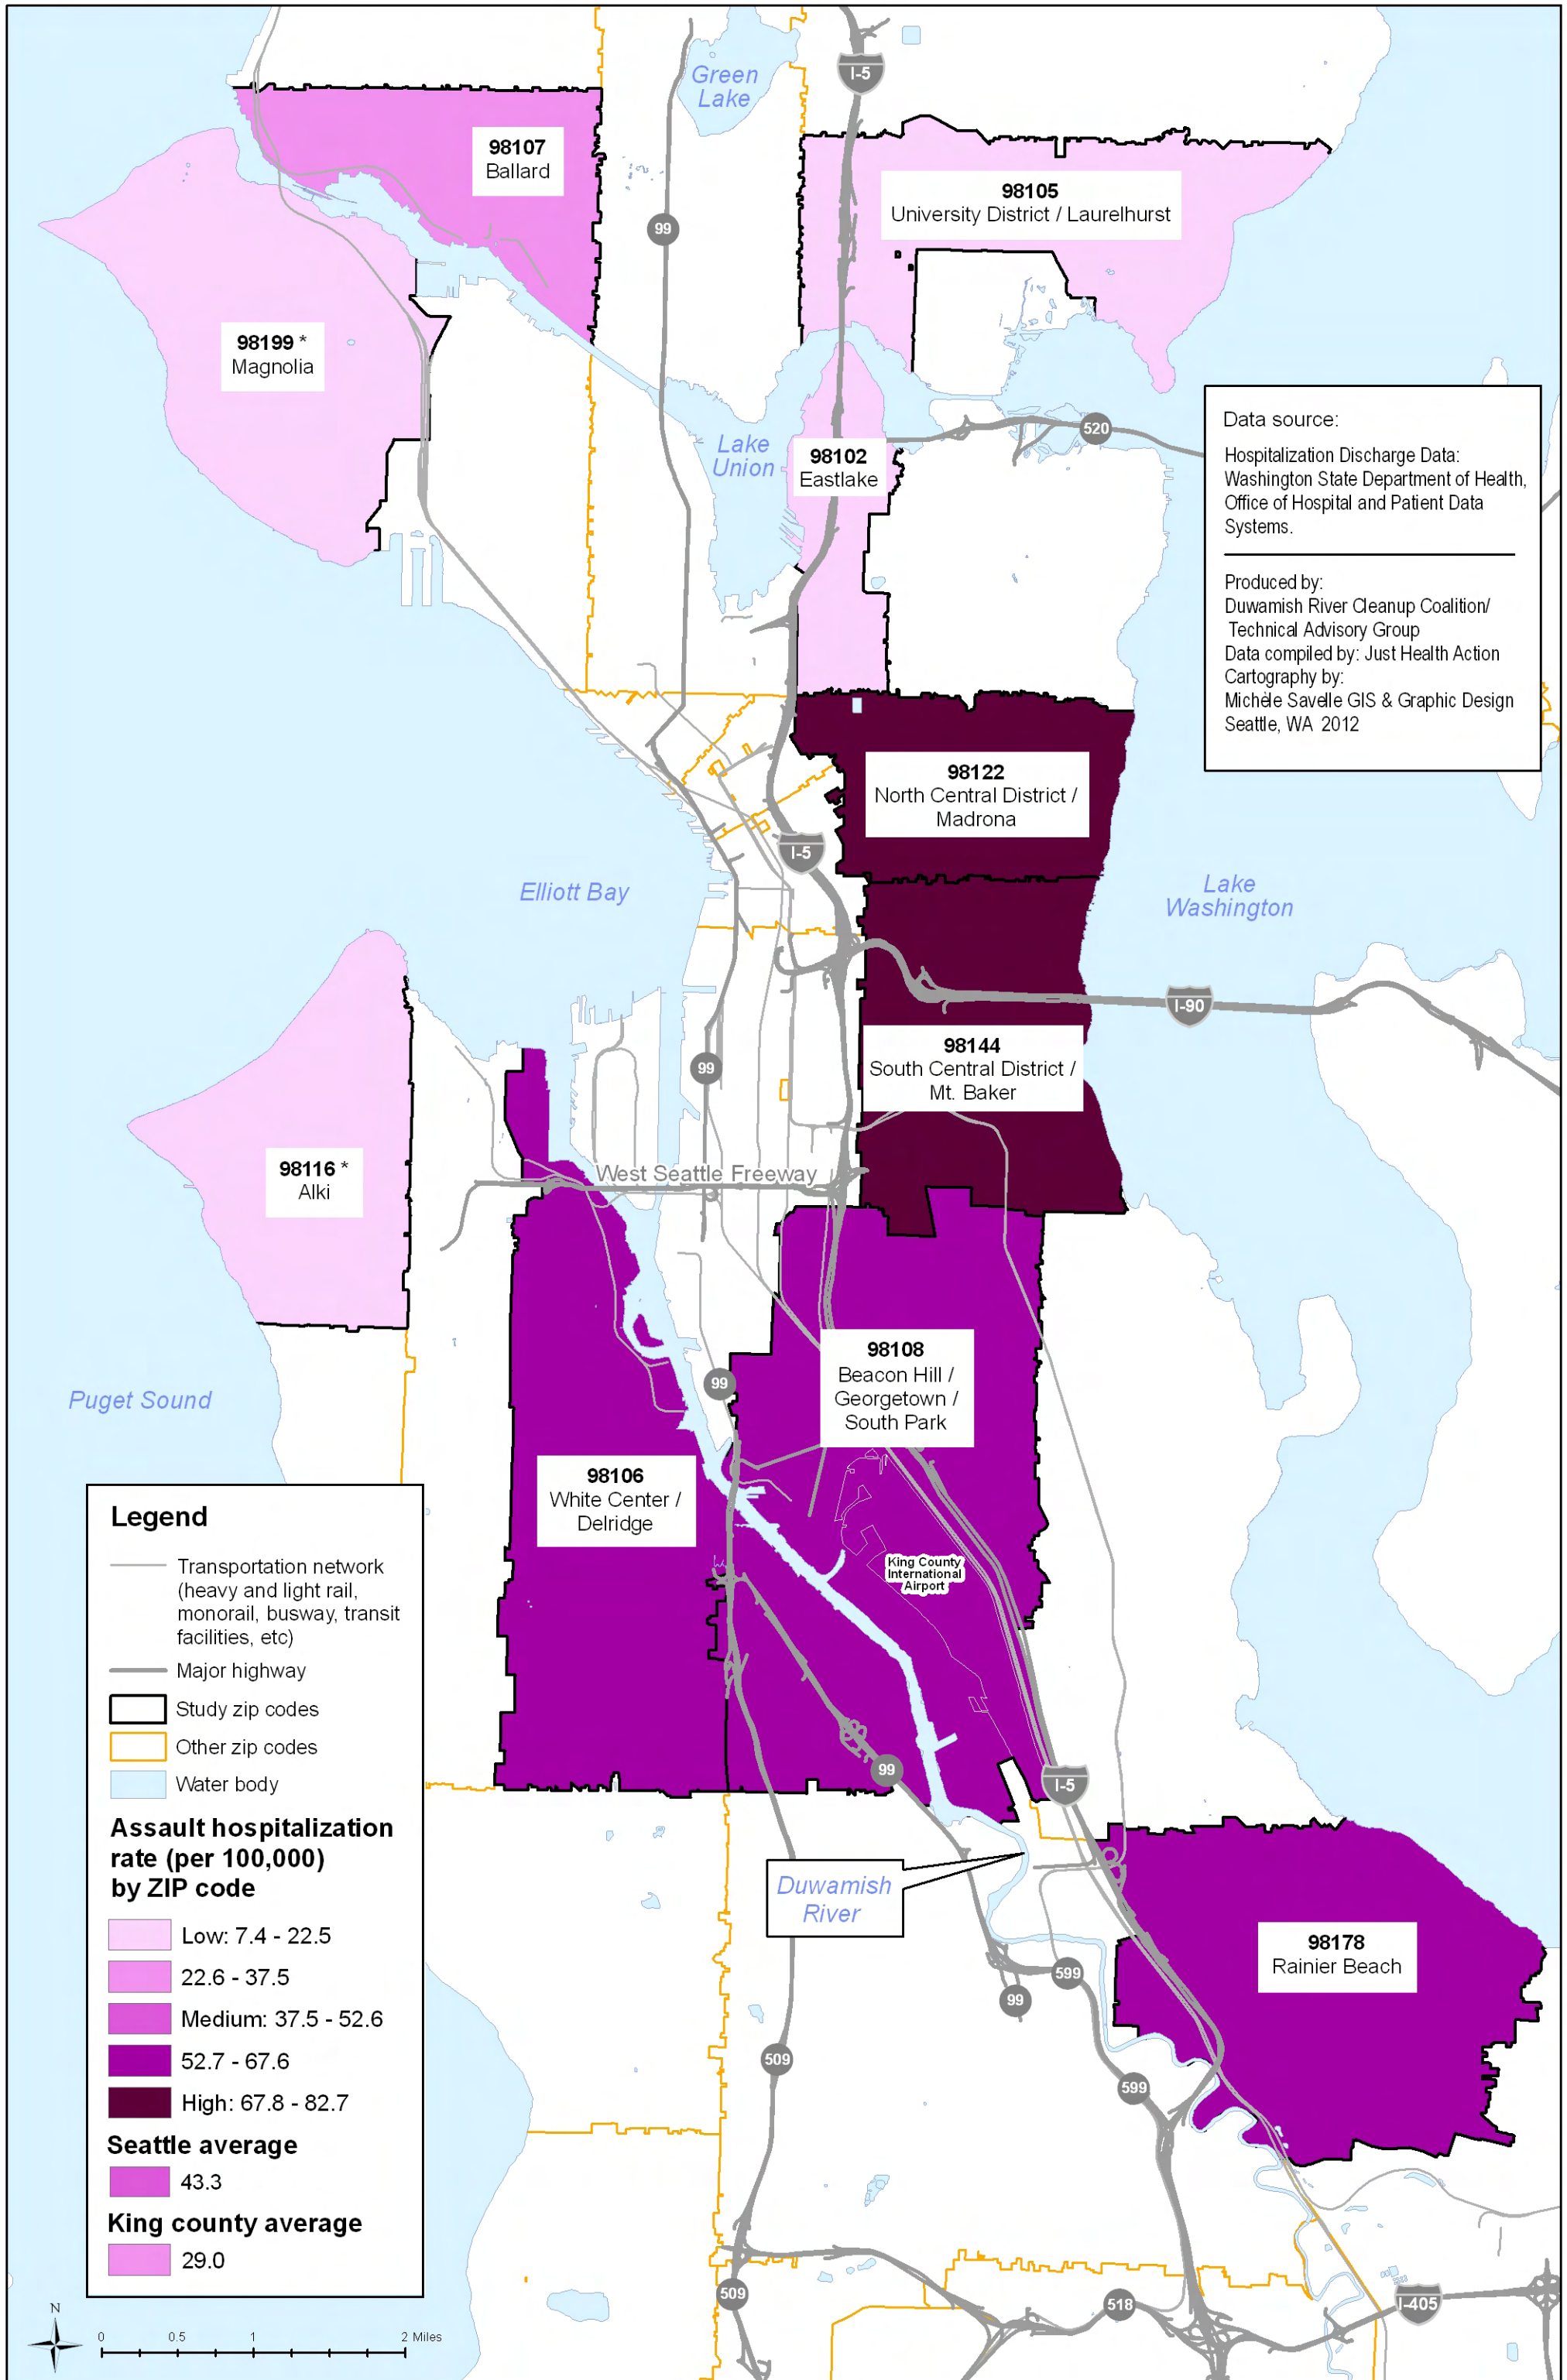 Green
Lake
I-5
98107
Ballard
98105
University District / Laurelhurst
99
98199 *
Magnolia
Lake
Union
98102
Eastlake
520
Data source:
Hospitalization Discharge Data:
Washington State Department of Health,
Office of Hospital and Patient Data
Systems.
Produced by:
Duwamish River Cleanup Coalition/
Technical Advisory Group
Data compiled by: Just Health Action
Cartography by:
Michèle Savelle GIS & Graphic Design
Seattle, WA 2012
98122
North Central District /
Madrona
I-5
Elliott Bay
Lake
Washington
I-90
98144
South Central District /
Mt. Baker
99
98116 *
Alki
West Seattle Freeway
98108
Beacon Hill /
Georgetown /
South Park
99
Puget Sound
98106
White Center /
Delridge
King County
International
Airport
99
I-5
Duwamish
River
98178
Rainier Beach
599
99
509
599
509
518
I-405
Legend
Transportation network
(heavy and light rail,
monorail, busway, transit
facilities, etc)
Major highway
Study zip codes
Other zip codes
Water body
Assault hospitalization
rate (per 100,000)
by ZIP code
Low: 7.4 - 22.5
22.6 - 37.5
Medium: 37.5 - 52.6
52.7 - 67.6
High: 67.8 - 82.7
Seattle average
43.3
King county average
29.0
N
0 0.5 1 2 Miles